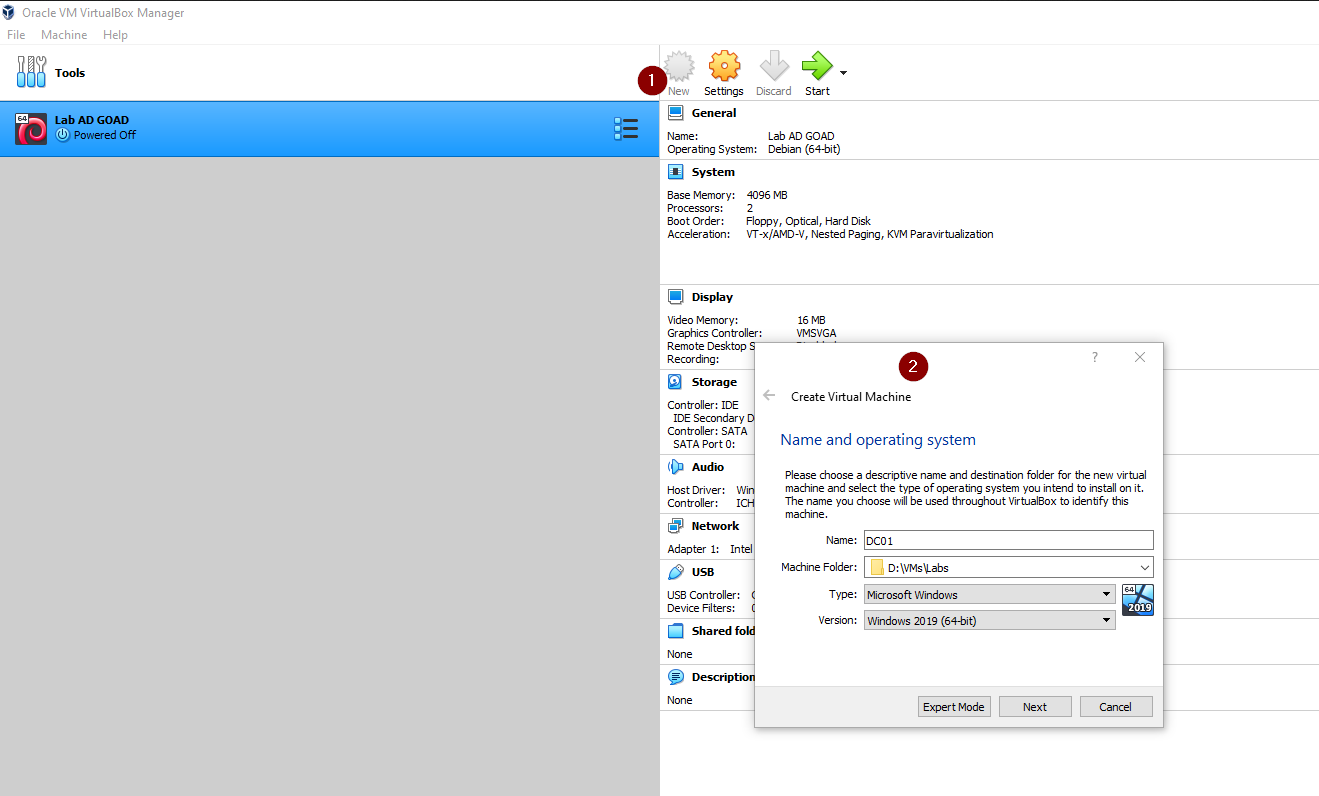 Oracle VM VirtualBox Manager
File Machine Help
Tools
1
New Settings Discard Start
64
Lab AD GOAD
Powered Off
General
Name: Lab AD GOAD
Operating System: Debian (64-bit)
System
Base Memory: 4096 MB
Processors: 2
Boot Order: Floppy, Optical, Hard Disk
Acceleration: VT-x/AMD-V, Nested Paging, KVM Paravirtualization
Display
Video Memory: 16 MB
Graphics Controller: VMSVGA
Remote Desktop S
Recording:
Storage
Controller: IDE
IDE Secondary D
Controller: SATA
SATA Port 0:
Audio
Host Driver: Win
Controller: ICH
Network
Adapter 1: Intel
USB
USB Controller:
Device Filters:
Shared fold
None
Description
None
2
?
Create Virtual Machine
Name and operating system
Please choose a descriptive name and destination folder for the new virtual
machine and select the type of operating system you intend to install on it.
The name you choose will be used throughout VirtualBox to identify this
machine.
Name: DC01
Machine Folder: D:\VMs\Labs
Type: Microsoft Windows
64
2019
Version: Windows 2019 (64-bit)
Expert Mode Next Cancel